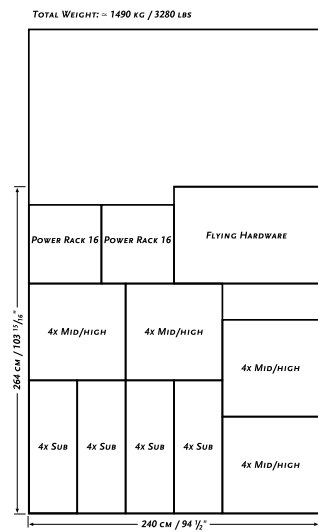 Total Weight: ≈ 1490 kg / 3280 lbs
Power Rack 16
Power Rack 16
Flying Hardware
4x Mid/high
4x Mid/high
4x Mid/high
4x Sub
4x Sub
4x Sub
4x Sub
4x Mid/high
264 cm / 103 15/16"
240 cm / 94 1/2"